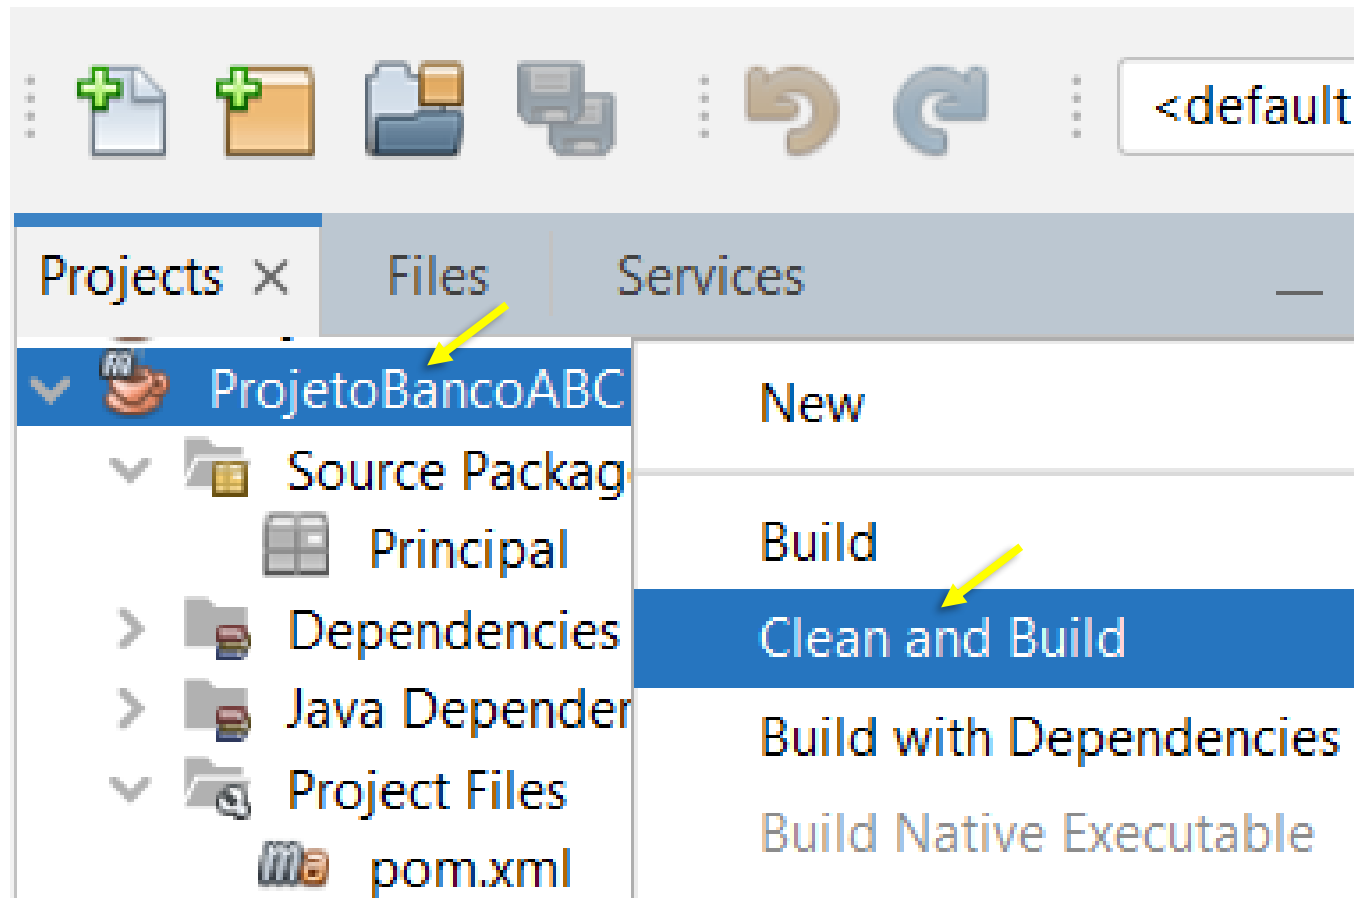 <default
Projects
Files
Services
ProjetoBancoABC
Source Packag
Principal
Dependencies
Java Depender
Project Files
pom.xml
New
Build
Clean and Build
Build with Dependencies
Build Native Executable